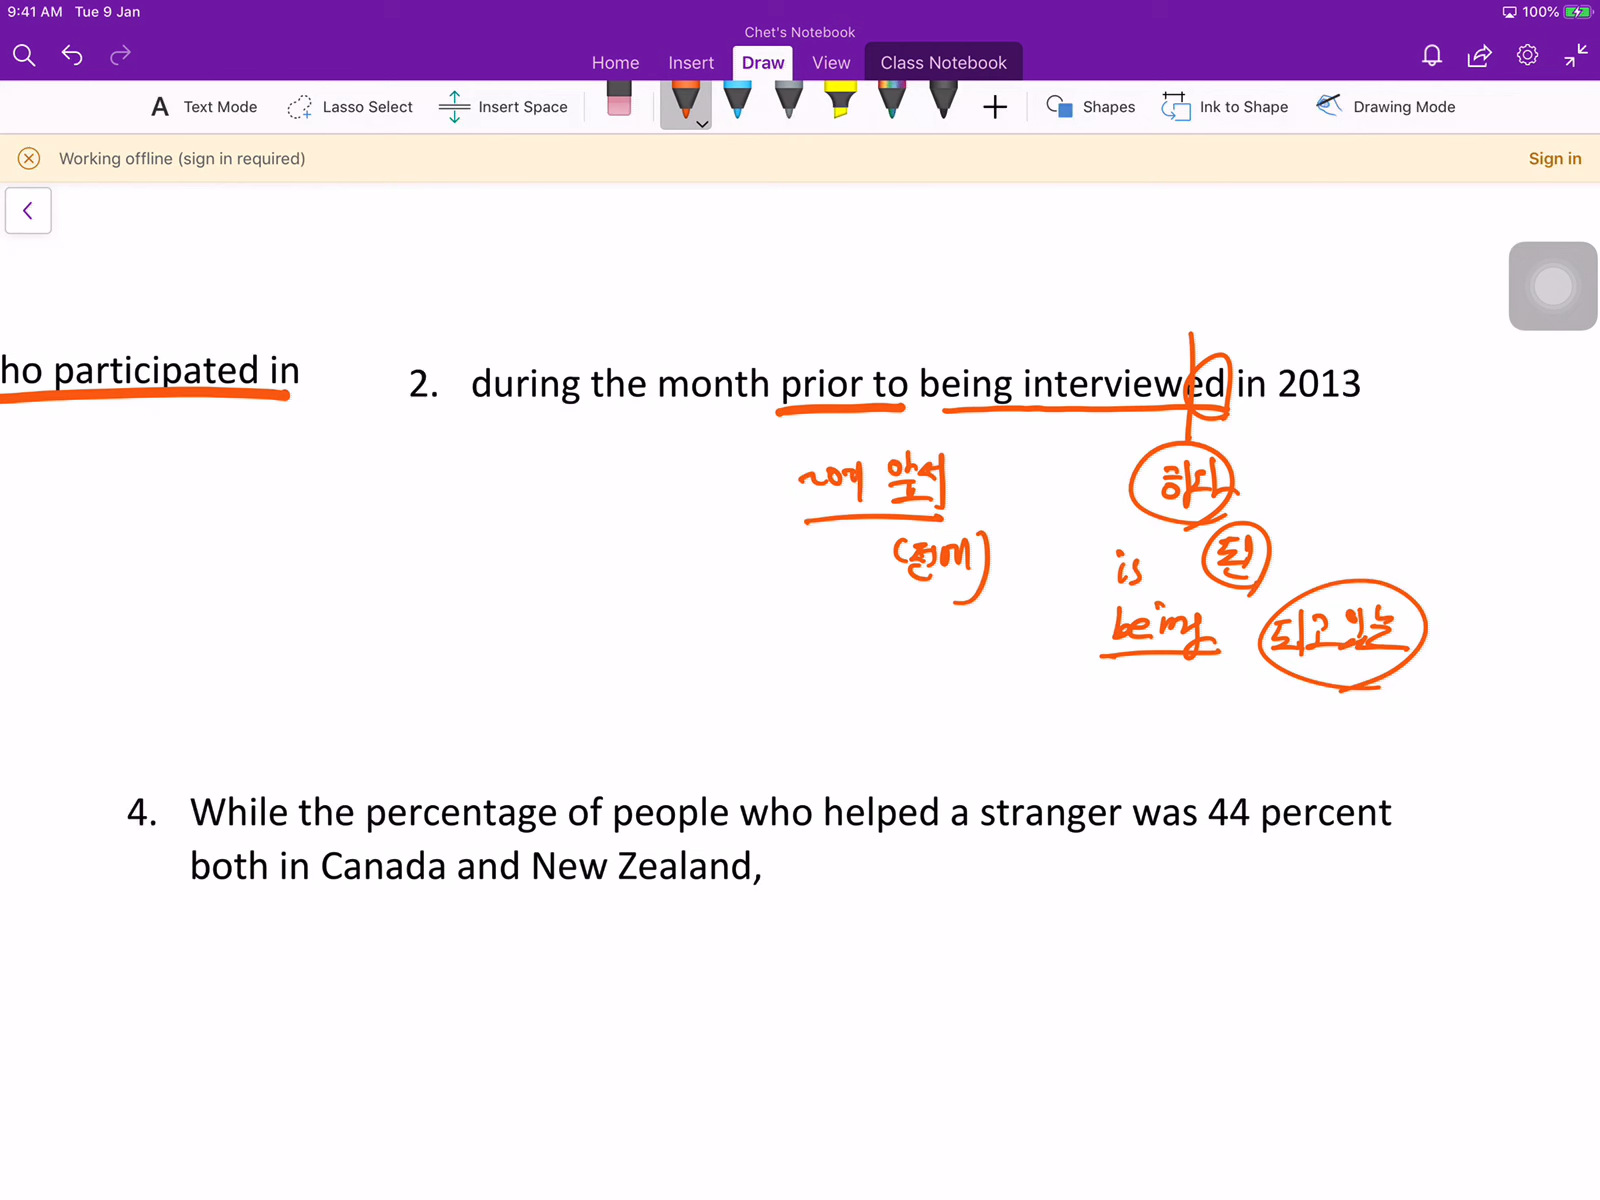 9:41 AM Tue 9 Jan
100%
Chet's Notebook
Home Insert Draw View Class Notebook
Text Mode Lasso Select Insert Space Shapes Ink to Shape Drawing Mode
Working offline (sign in required) Sign in
ho participated in
2. during the month prior to being interviewed in 2013
~에 앞서 하다
(전에) is 된
being 되고 있는
4. While the percentage of people who helped a stranger was 44 percent
both in Canada and New Zealand,